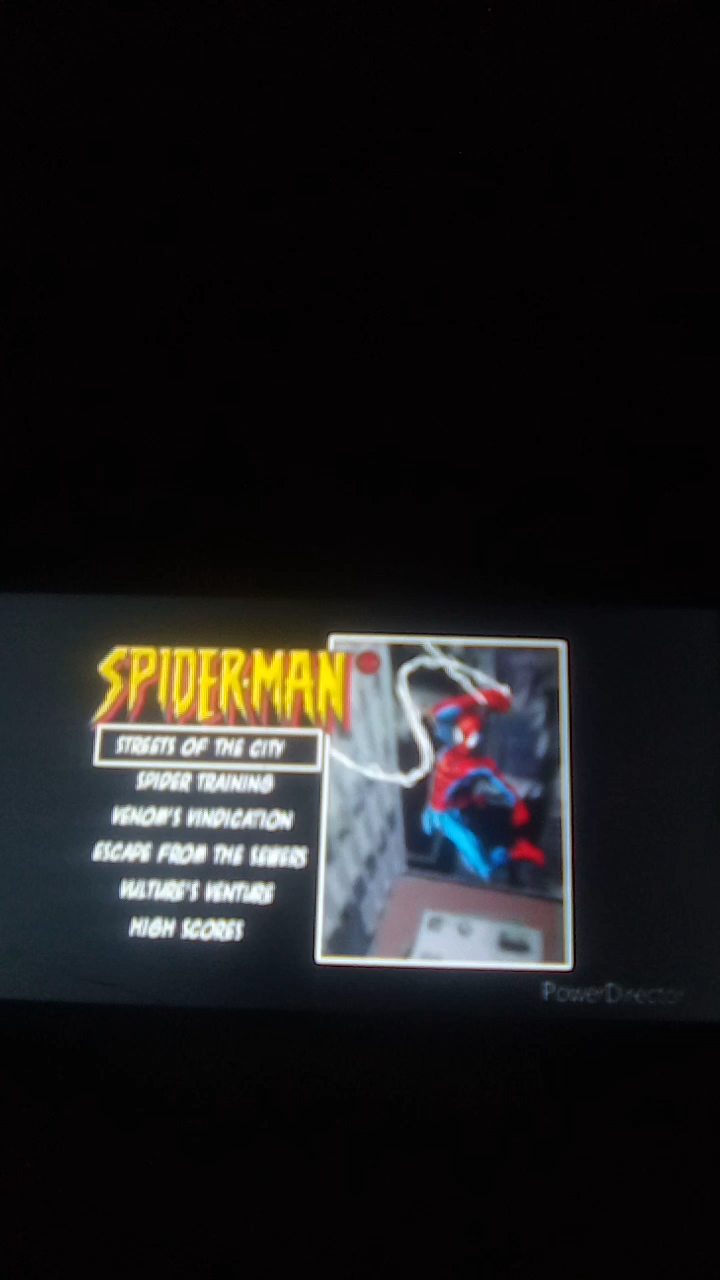 SPIDER-MAN
STREETS OF THE CITY
SPIDER TRAINING
VENOM'S VINDICATION
ESCAPE FROM THE SEWERS
VULTURE'S VENTURE
HIGH SCORES
PowerDirector